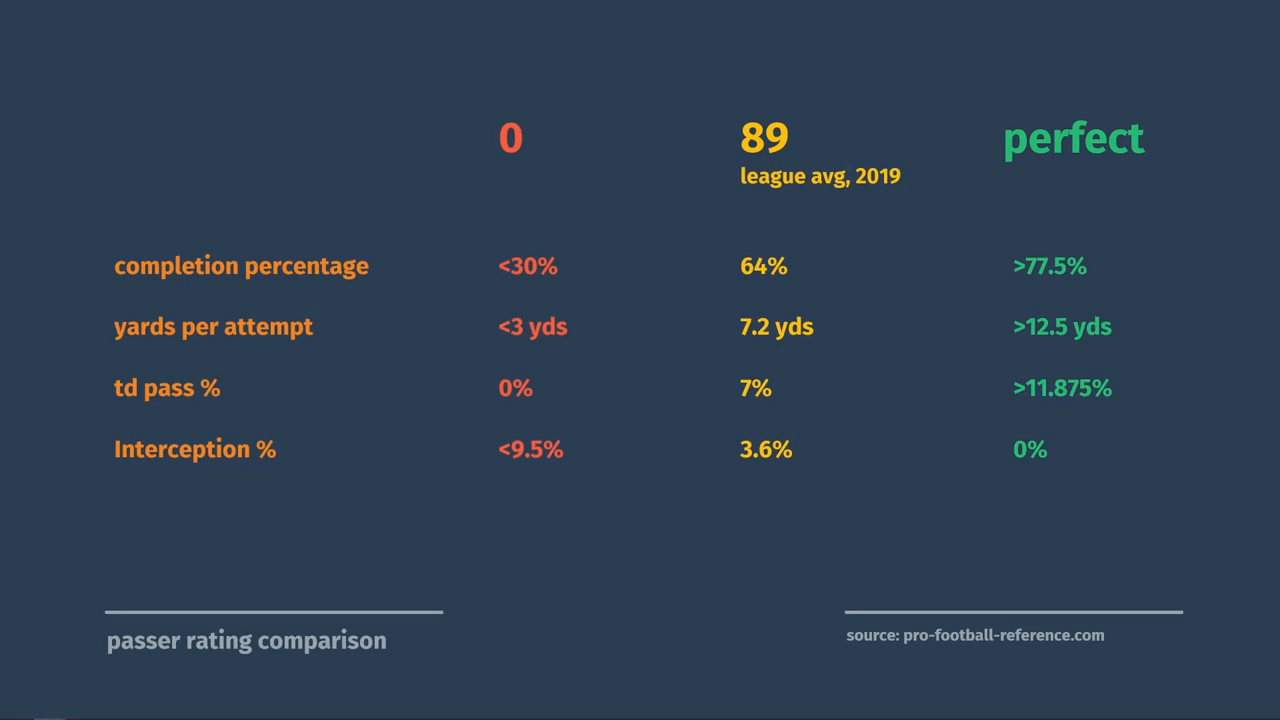 0 89 perfect
league avg, 2019
completion percentage <30% 64% >77.5%
yards per attempt <3 yds 7.2 yds >12.5 yds
td pass % 0% 7% >11.875%
Interception % <9.5% 3.6% 0%
passer rating comparison
source: pro-football-reference.com